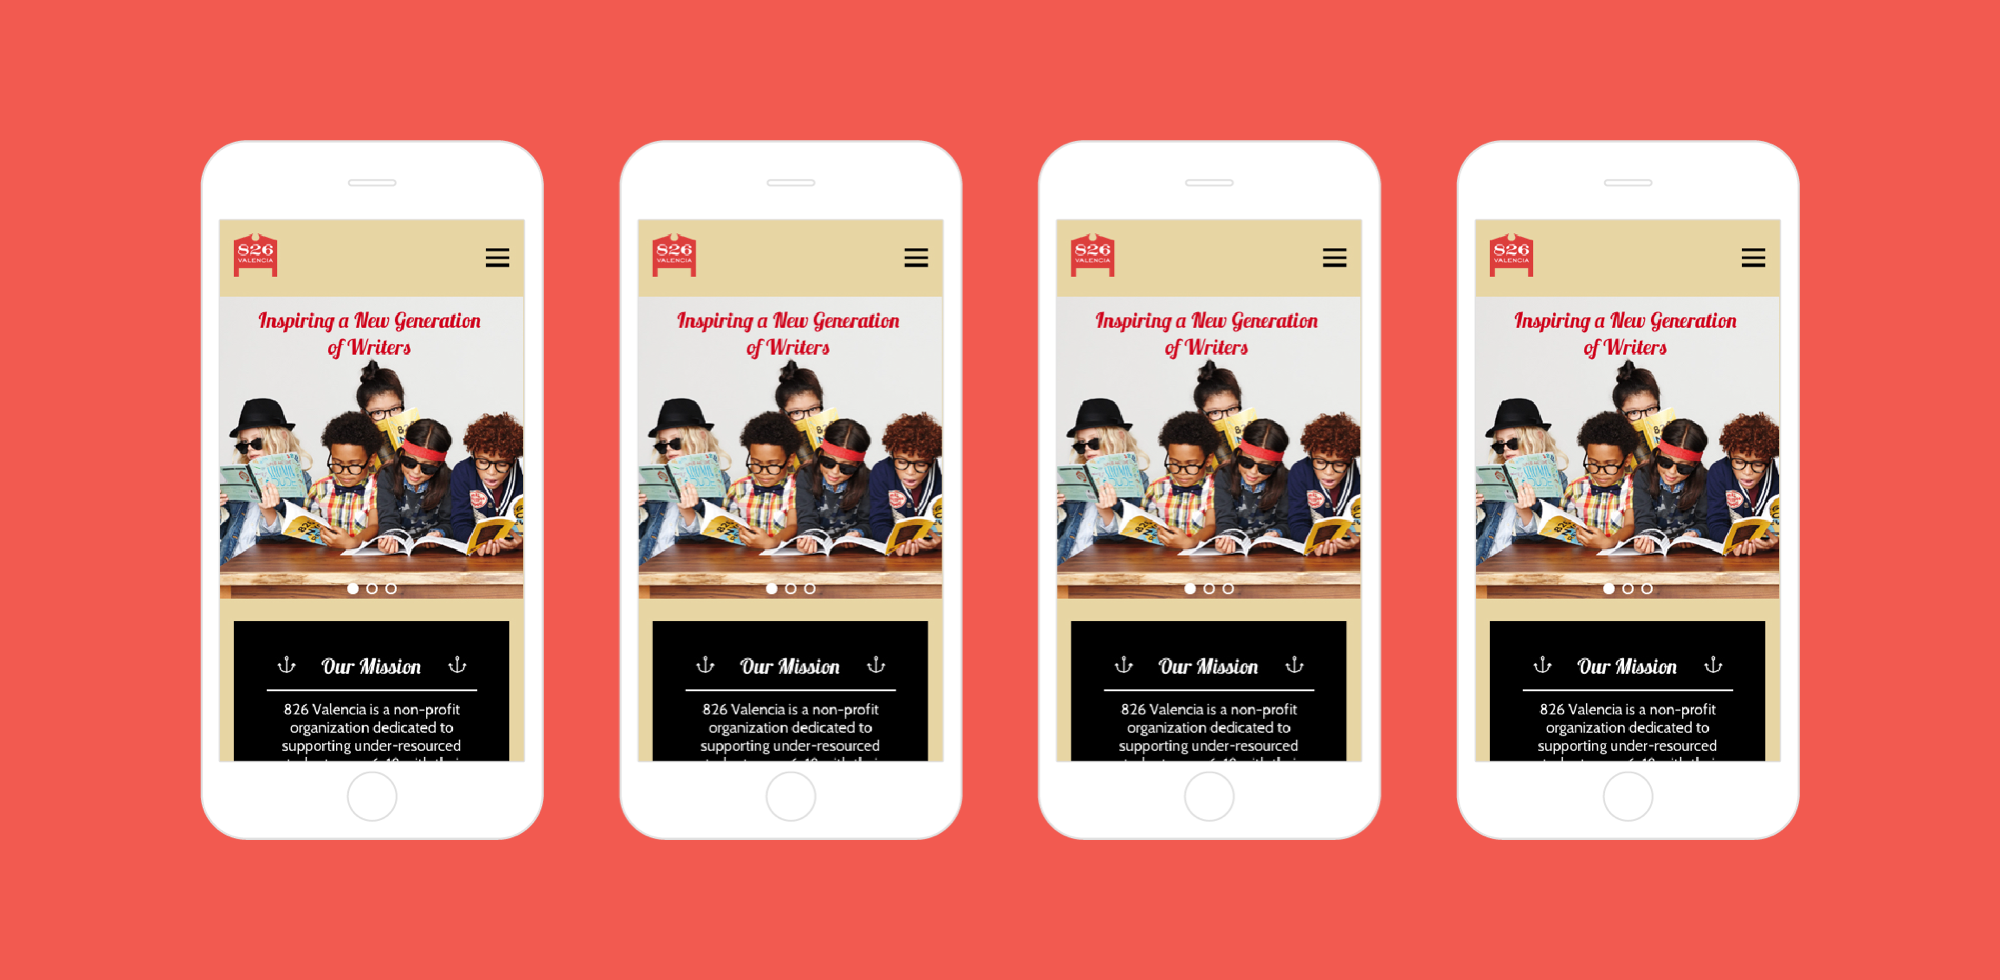 826
VALENCIA
Inspiring a New Generation
of Writers
Our Mission
826 Valencia is a non-profit
organization dedicated to
supporting under-resourced
826
VALENCIA
Inspiring a New Generation
of Writers
Our Mission
826 Valencia is a non-profit
organization dedicated to
supporting under-resourced
826
VALENCIA
Inspiring a New Generation
of Writers
Our Mission
826 Valencia is a non-profit
organization dedicated to
supporting under-resourced
826
VALENCIA
Inspiring a New Generation
of Writers
Our Mission
826 Valencia is a non-profit
organization dedicated to
supporting under-resourced